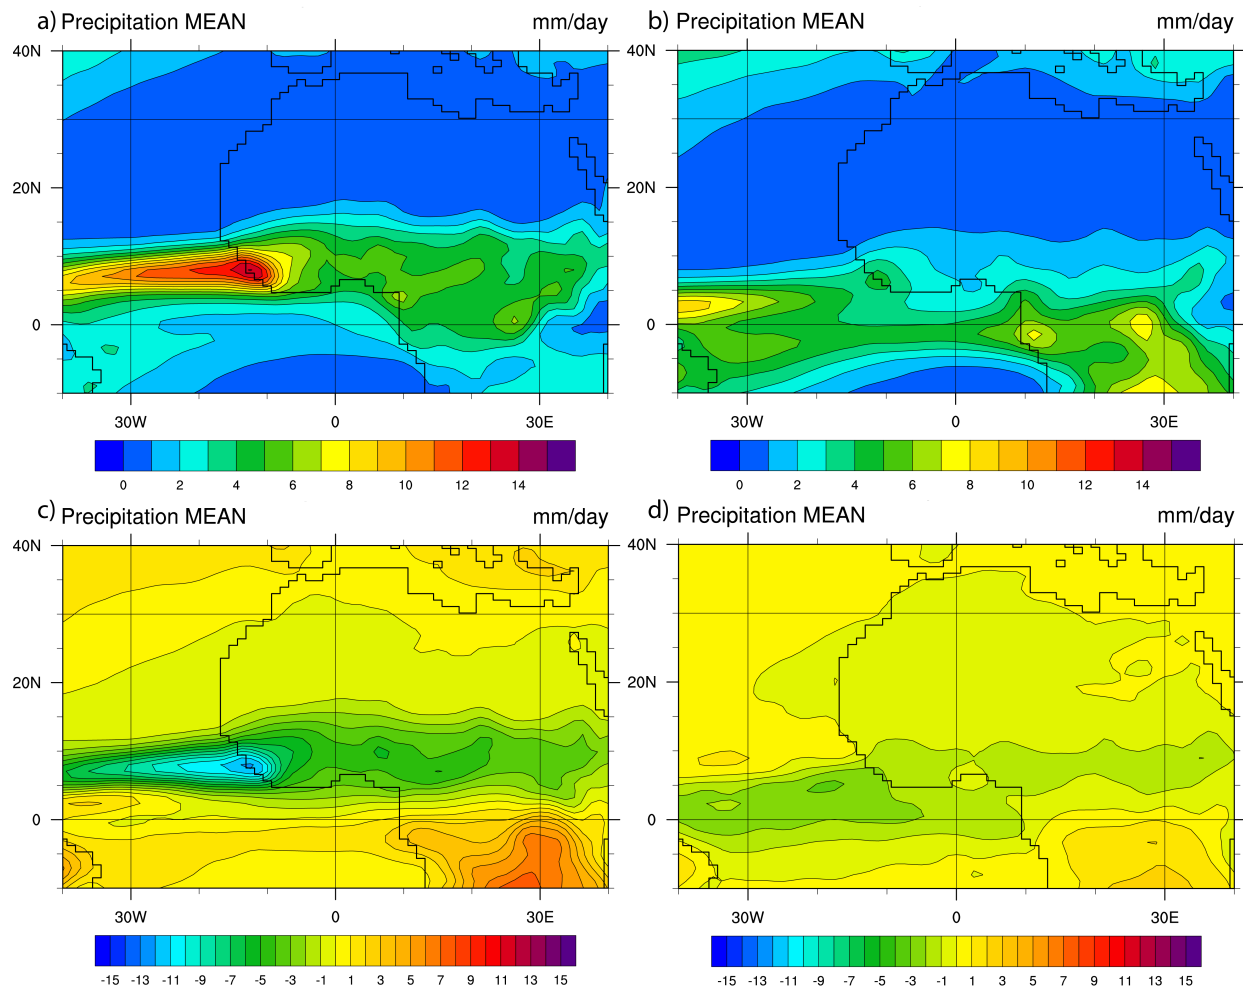 a) Precipitation MEAN mm/day
40N
20N
0
30W 0 30E
0 2 4 6 8 10 12 14
b) Precipitation MEAN mm/day
40N
20N
0
30W 0 30E
0 2 4 6 8 10 12 14
c) Precipitation MEAN mm/day
40N
20N
0
30W 0 30E
-15 -13 -11 -9 -7 -5 -3 -1 1 3 5 7 9 11 13 15
d) Precipitation MEAN mm/day
40N
20N
0
30W 0 30E
-15 -13 -11 -9 -7 -5 -3 -1 1 3 5 7 9 11 13 15